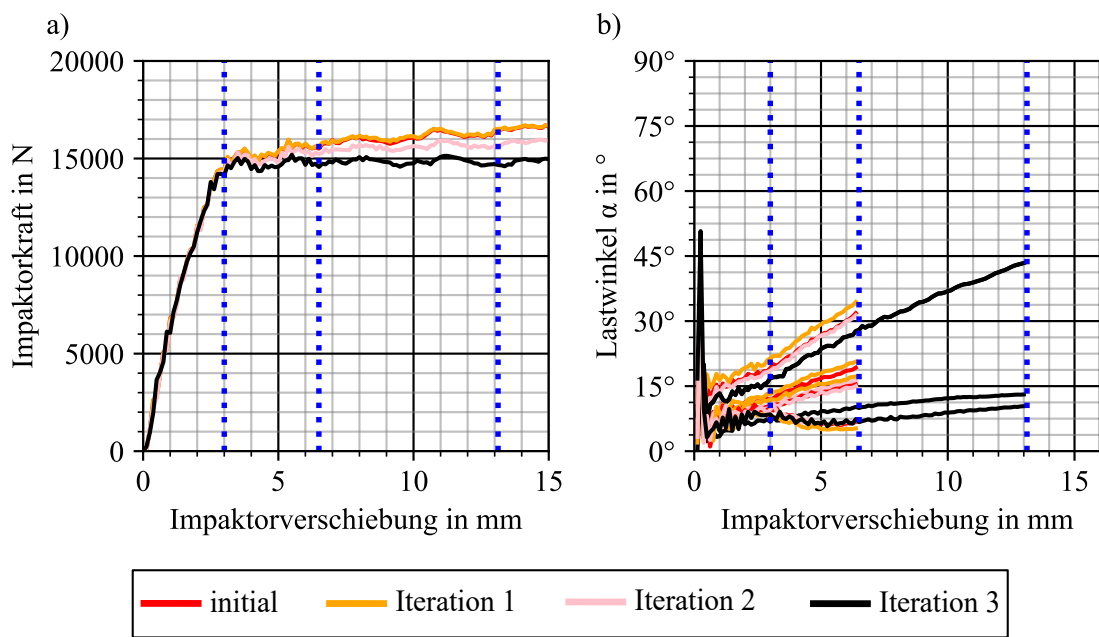 a)
20000
15000
10000
5000
0
Impaktorkraft in N
0 5 10 15
Impaktorverschiebung in mm
b)
90°
75°
60°
45°
30°
15°
0°
Lastwinkel α in °
0 5 10 15
Impaktorverschiebung in mm
initial Iteration 1 Iteration 2 Iteration 3